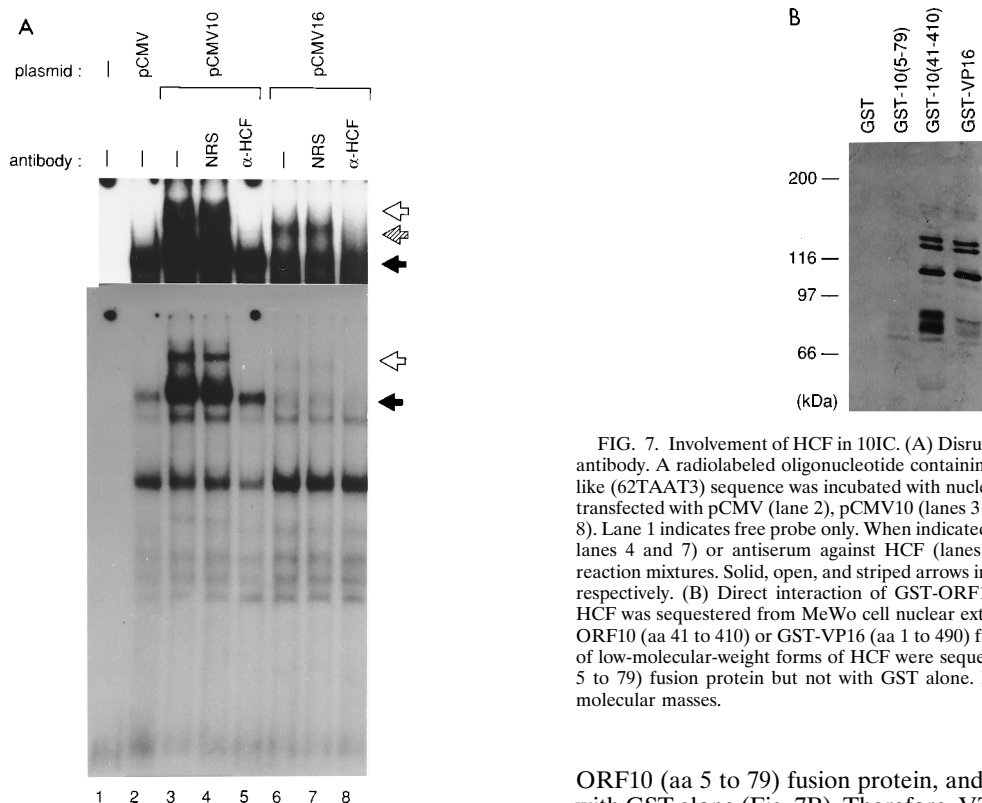 A
plasmid :
—
pCMV
pCMV10
pCMV16
antibody :
—
—
—
NRS
α-HCF
—
NRS
α-HCF
1 2 3 4 5 6 7 8
B
GST
GST-10(5-79)
GST-10(41-410)
GST-VP16
200 —
116 —
97 —
66 —
(kDa)
FIG. 7. Involvement of HCF in 10IC. (A) Disru
antibody. A radiolabeled oligonucleotide containin
like (62TAAT3) sequence was incubated with nucle
transfected with pCMV (lane 2), pCMV10 (lanes 3
8). Lane 1 indicates free probe only. When indicated
lanes 4 and 7) or antiserum against HCF (lanes
reaction mixtures. Solid, open, and striped arrows in
respectively. (B) Direct interaction of GST-ORF1
HCF was sequestered from MeWo cell nuclear ext
ORF10 (aa 41 to 410) or GST-VP16 (aa 1 to 490) f
of low-molecular-weight forms of HCF were seque
5 to 79) fusion protein but not with GST alone.
molecular masses.
ORF10 (aa 5 to 79) fusion protein, and
with GST alone (Fig. 7B). Therefore, V